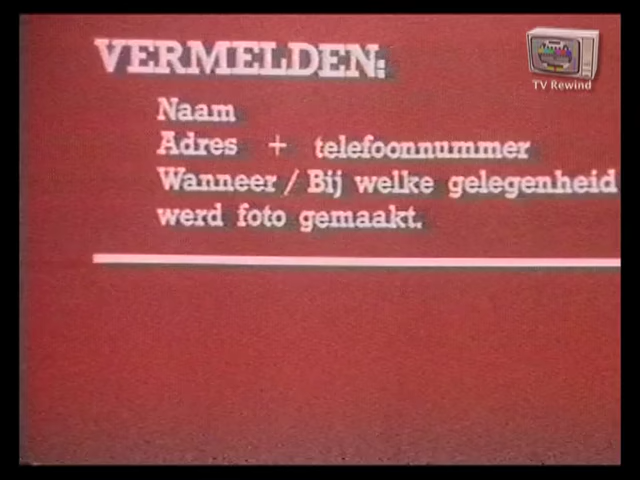 TV Rewind
VERMELDEN:
Naam
Adres + telefoonnummer
Wanneer / Bij welke gelegenheid
werd foto gemaakt.